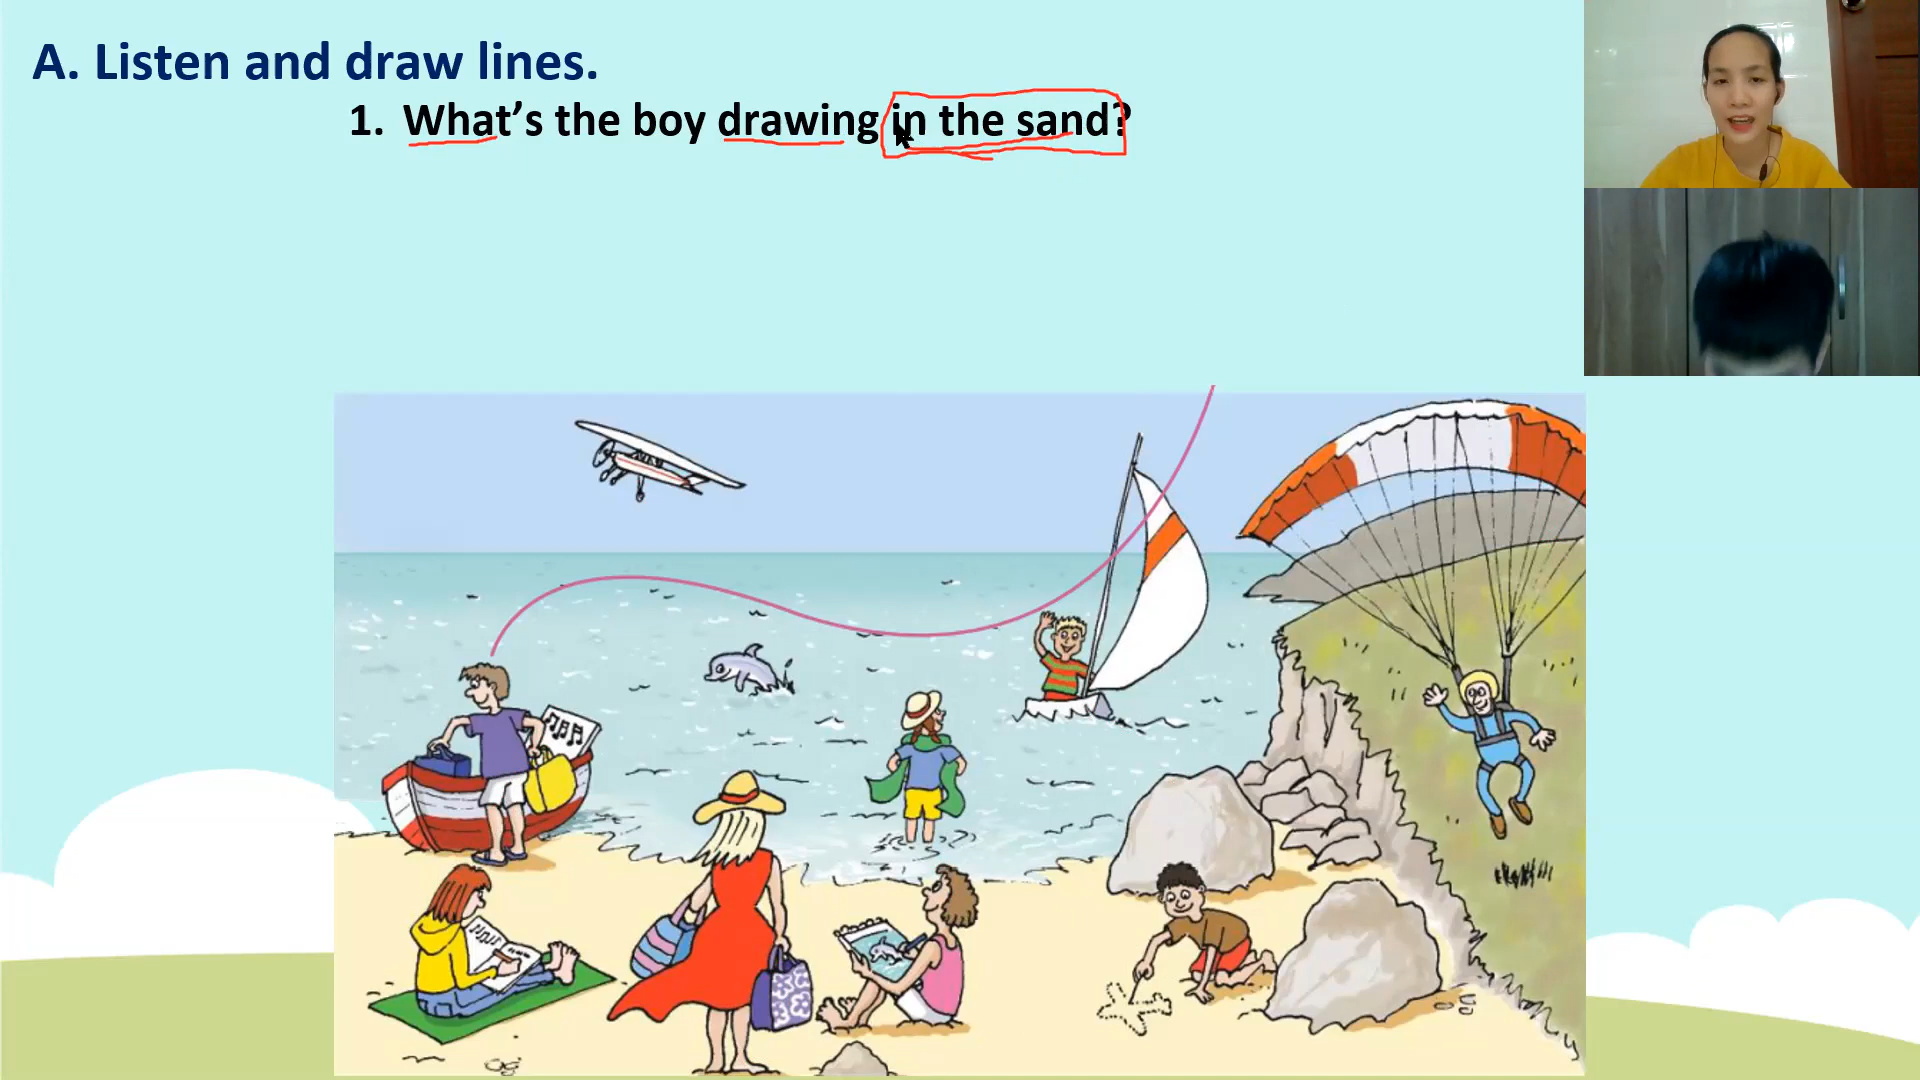 A. Listen and draw lines.
1. What's the boy drawing in the sand?